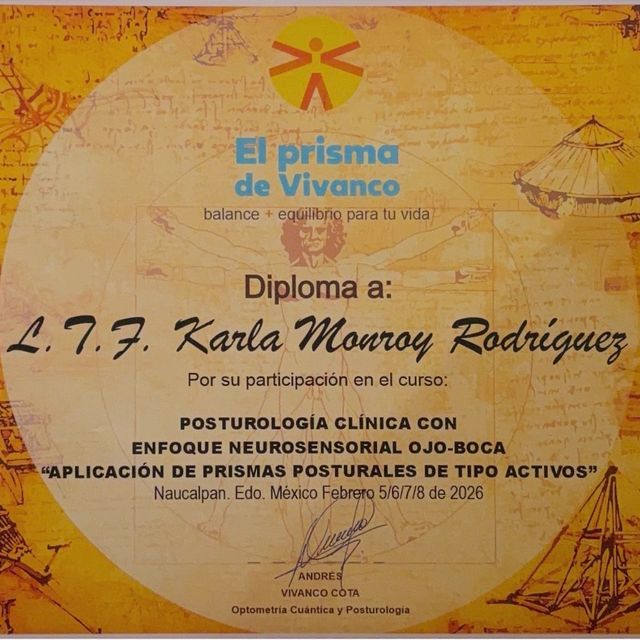 El prisma
de Vivanco
balance + equilibrio para tu vida
Diploma a:
L.T.F. Karla Monroy Rodríguez
Por su participación en el curso:
POSTUROLOGÍA CLÍNICA CON
ENFOQUE NEUROSENSORIAL OJO-BOCA
“APLICACIÓN DE PRISMAS POSTURALES DE TIPO ACTIVOS”
Naucalpan. Edo. México Febrero 5/6/7/8 de 2026
ANDRÉS
VIVANCO COTA
Optometría Cuántica y Posturología